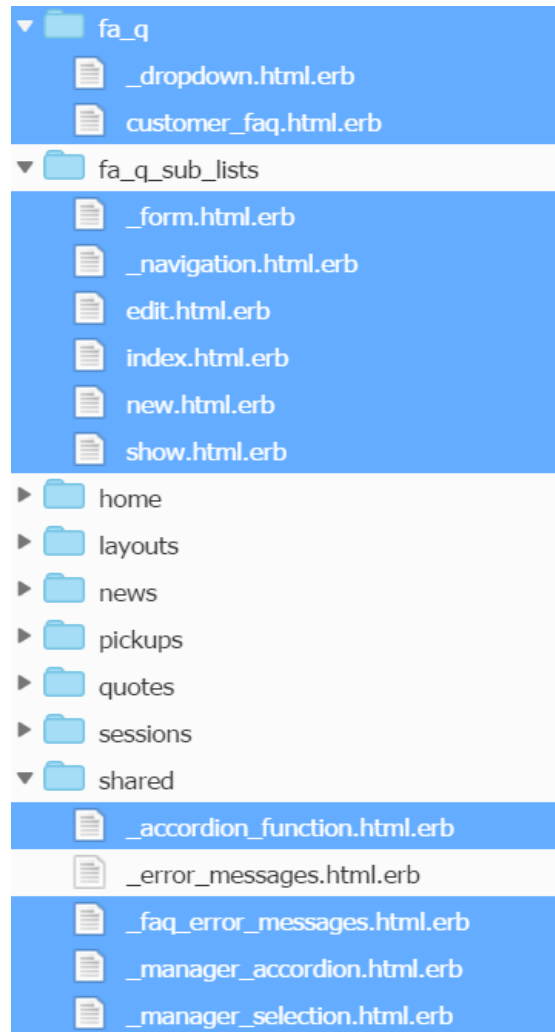 fa_q
_dropdown.html.erb
customer_faq.html.erb
fa_q_sub_lists
_form.html.erb
_navigation.html.erb
edit.html.erb
index.html.erb
new.html.erb
show.html.erb
home
layouts
news
pickups
quotes
sessions
shared
_accordion_function.html.erb
_error_messages.html.erb
_faq_error_messages.html.erb
_manager_accordion.html.erb
_manager_selection.html.erb